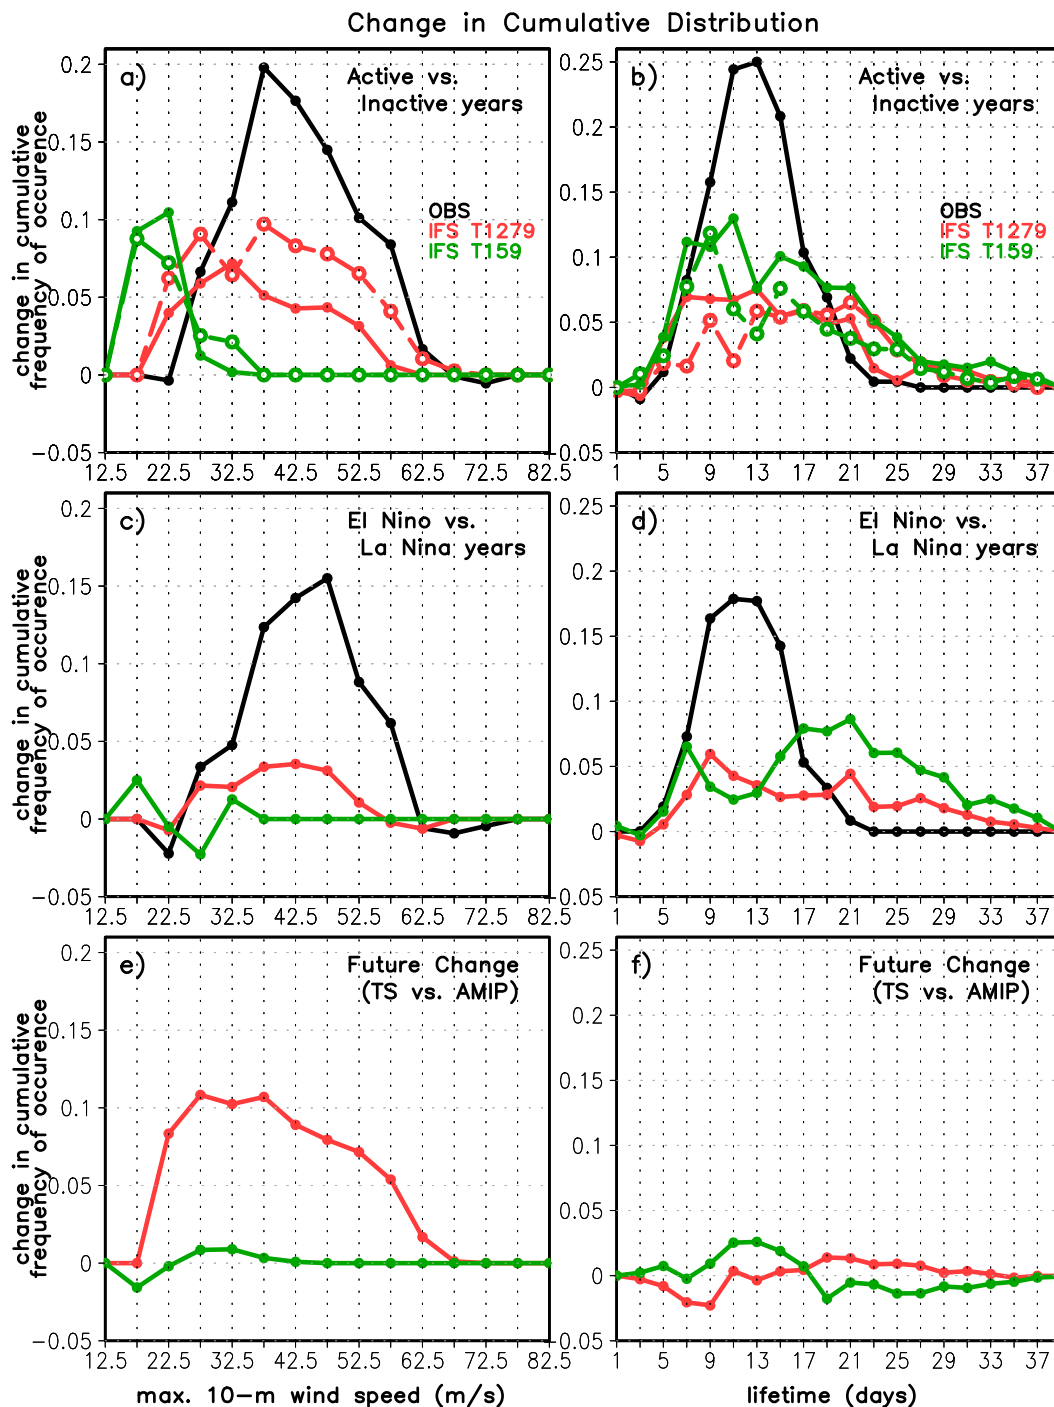 Change in Cumulative Distribution
a)
Active vs.
Inactive years
OBS
IFS T1279
IFS T159
change in cumulative
frequency of occurence
0.2
0.15
0.1
0.05
0
-0.05
12.5 22.5 32.5 42.5 52.5 62.5 72.5 82.5
b)
Active vs.
Inactive years
OBS
IFS T1279
IFS T159
0.25
0.2
0.15
0.1
0.05
0
0.05
1 5 9 13 17 21 25 29 33 37
c)
El Nino vs.
La Nina years
change in cumulative
frequency of occurence
0.2
0.15
0.1
0.05
0
-0.05
12.5 22.5 32.5 42.5 52.5 62.5 72.5 82.5
d)
El Nino vs.
La Nina years
0.25
0.2
0.15
0.1
0.05
0
0.05
1 5 9 13 17 21 25 29 33 37
e)
Future Change
(TS vs. AMIP)
change in cumulative
frequency of occurence
0.2
0.15
0.1
0.05
0
-0.05
12.5 22.5 32.5 42.5 52.5 62.5 72.5 82.5
max. 10-m wind speed (m/s)
f)
Future Change
(TS vs. AMIP)
0.25
0.2
0.15
0.1
0.05
0
0.05
1 5 9 13 17 21 25 29 33 37
lifetime (days)